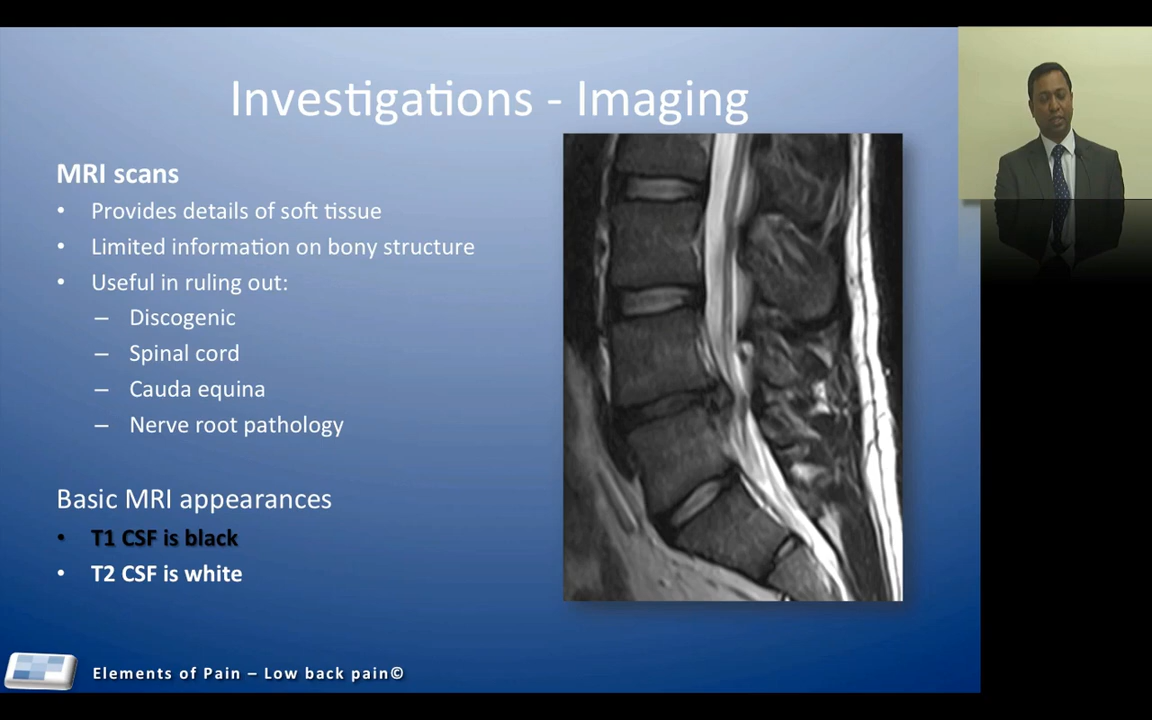 Investigations - Imaging
MRI scans
• Provides details of soft tissue
• Limited information on bony structure
• Useful in ruling out:
– Discogenic
– Spinal cord
– Cauda equina
– Nerve root pathology
Basic MRI appearances
• T1 CSF is black
• T2 CSF is white
Elements of Pain – Low back pain©